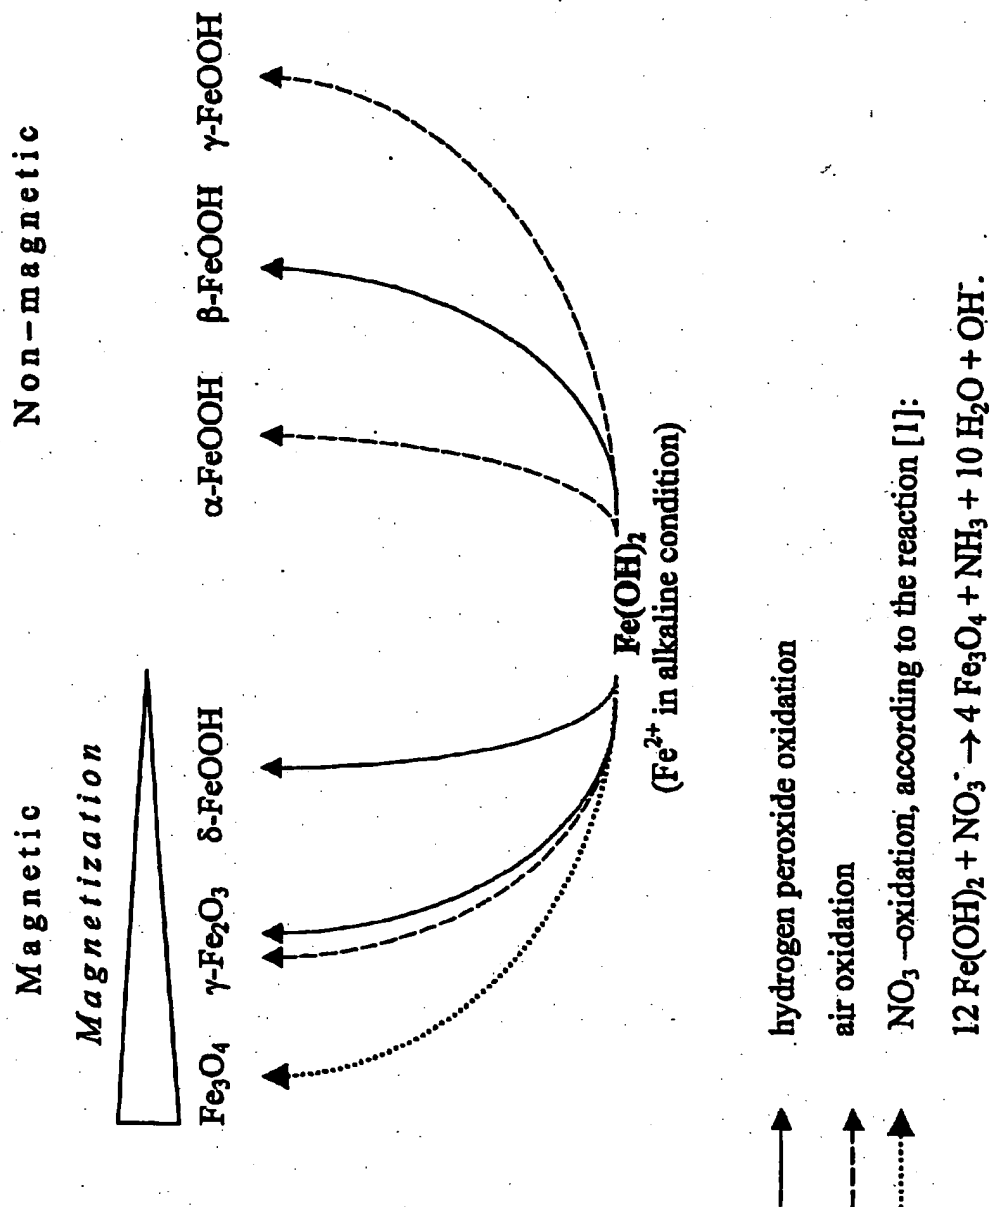 Magnetic
Non-magnetic
Magnetization
Fe₃O₄
γ-Fe₂O₃
δ-FeOOH
α-FeOOH
β-FeOOH
γ-FeOOH
Fe(OH)₂
(Fe²⁺ in alkaline condition)
hydrogen peroxide oxidation
air oxidation
NO₃ –oxidation, according to the reaction [1]:
12 Fe(OH)₂ + NO₃⁻ → 4 Fe₃O₄ + NH₃ + 10 H₂O + OH⁻.